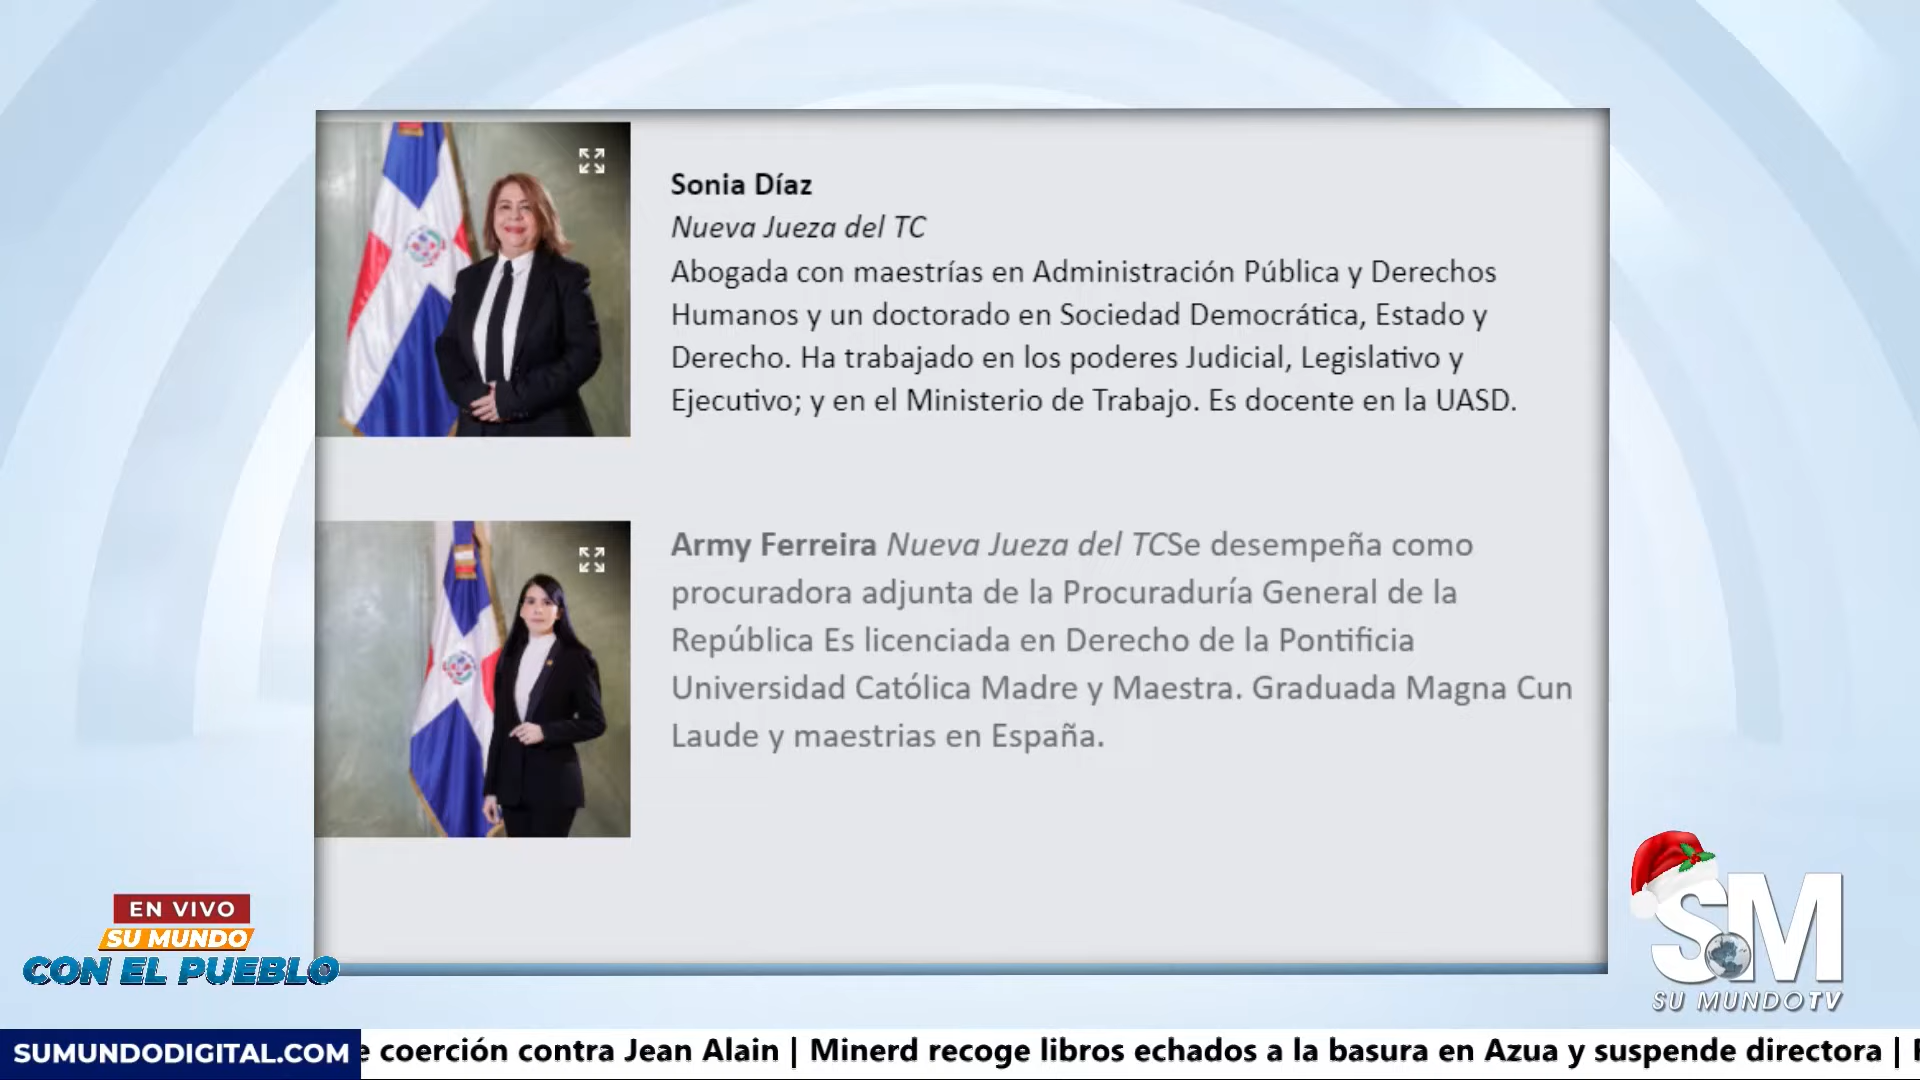 Sonia Díaz
Nueva Jueza del TC
Abogada con maestrías en Administración Pública y Derechos
Humanos y un doctorado en Sociedad Democrática, Estado y
Derecho. Ha trabajado en los poderes Judicial, Legislativo y
Ejecutivo; y en el Ministerio de Trabajo. Es docente en la UASD.
Army Ferreira Nueva Jueza del TCSe desempeña como
procuradora adjunta de la Procuraduría General de la
República Es licenciada en Derecho de la Pontificia
Universidad Católica Madre y Maestra. Graduada Magna Cun
Laude y maestrias en España.
EN VIVO
SU MUNDO
CON EL PUEBLO
SM
SU MUNDO TV
SUMUNDODIGITAL.COM
e coerción contra Jean Alain | Minerd recoge libros echados a la basura en Azua y suspende directora |